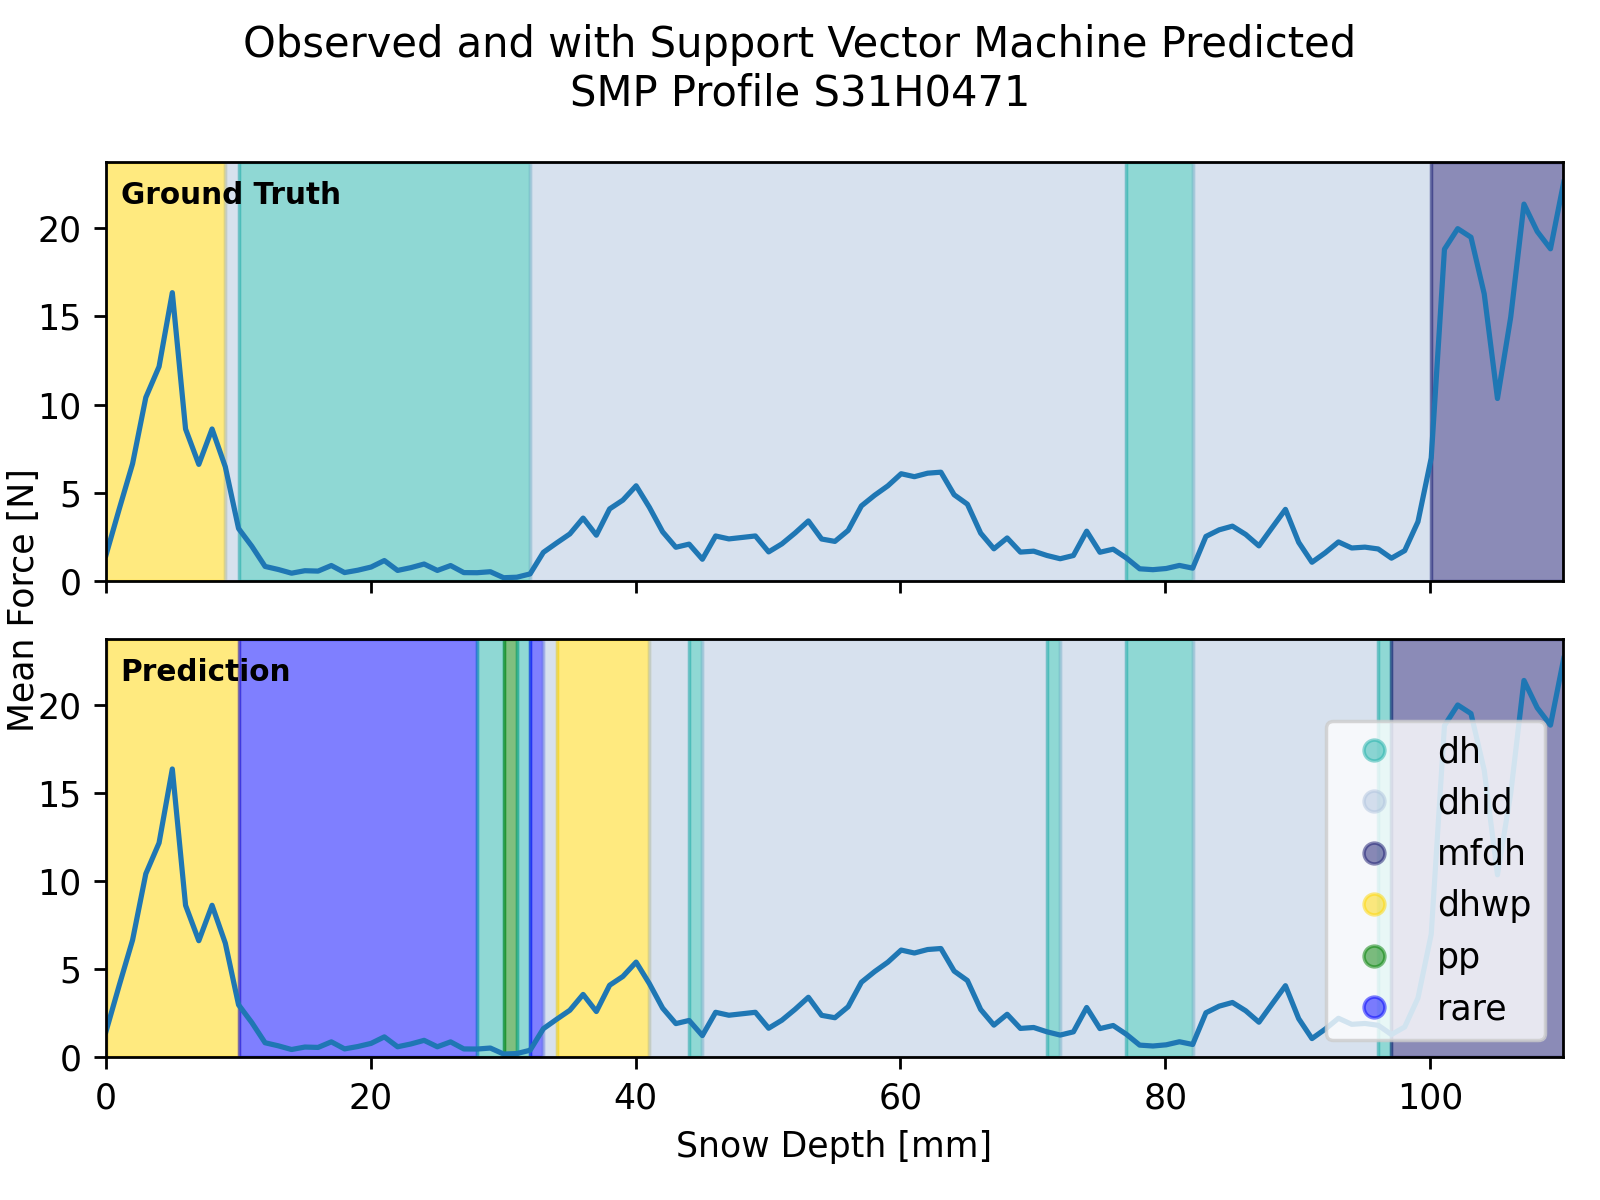 Observed and with Support Vector Machine Predicted
SMP Profile S31H0471
Ground Truth
20
15
10
5
0
Mean Force [N]
Prediction
20
15
10
5
0
dh
dhid
mfdh
dhwp
pp
rare
0 20 40 60 80 100
Snow Depth [mm]